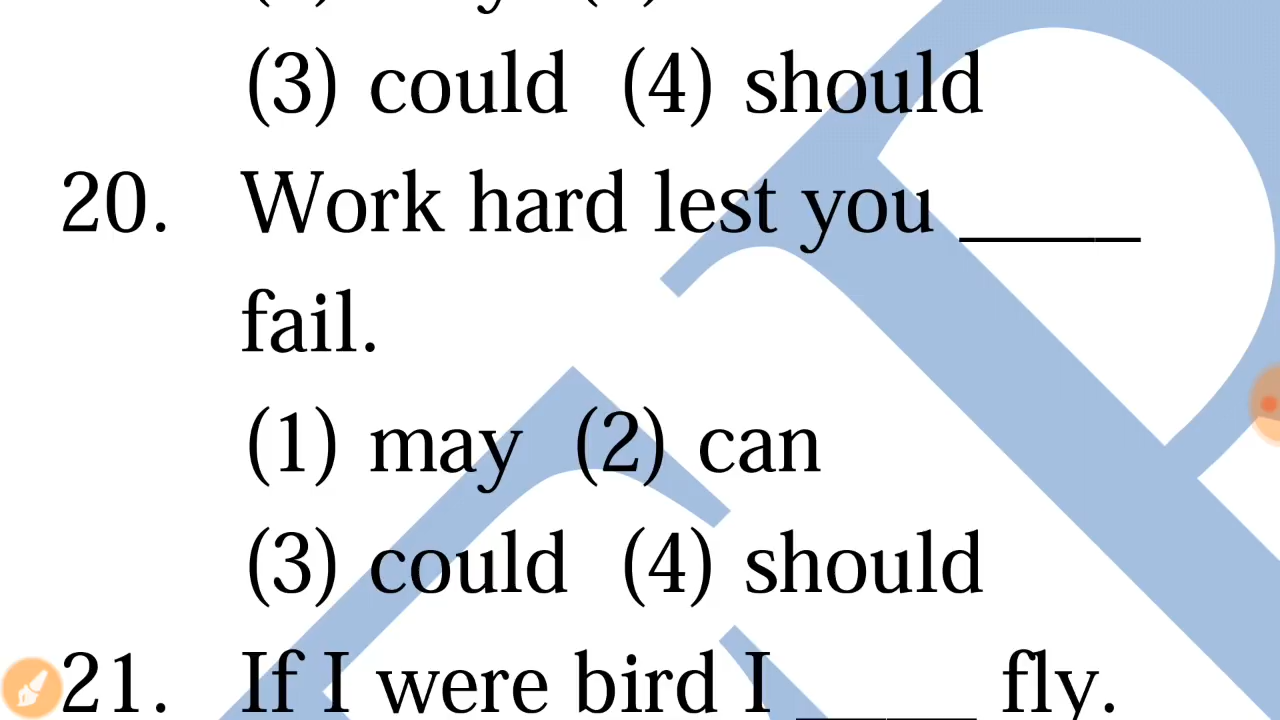 (3) could (4) should
20. Work hard lest you _____
fail.
(1) may (2) can
(3) could (4) should
21. If I were bird I _____ fly.